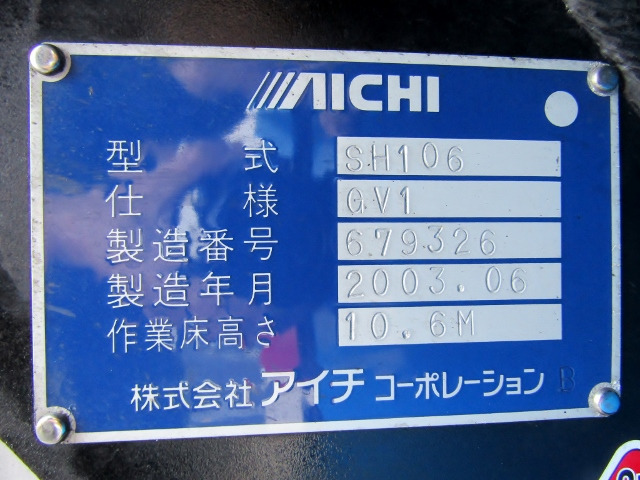 AICHI
型式 SH106
仕様 GV1
製造番号 679326
製造年月 2003.06
作業床高さ 10.6M
株式会社 アイチ コーポレーション B